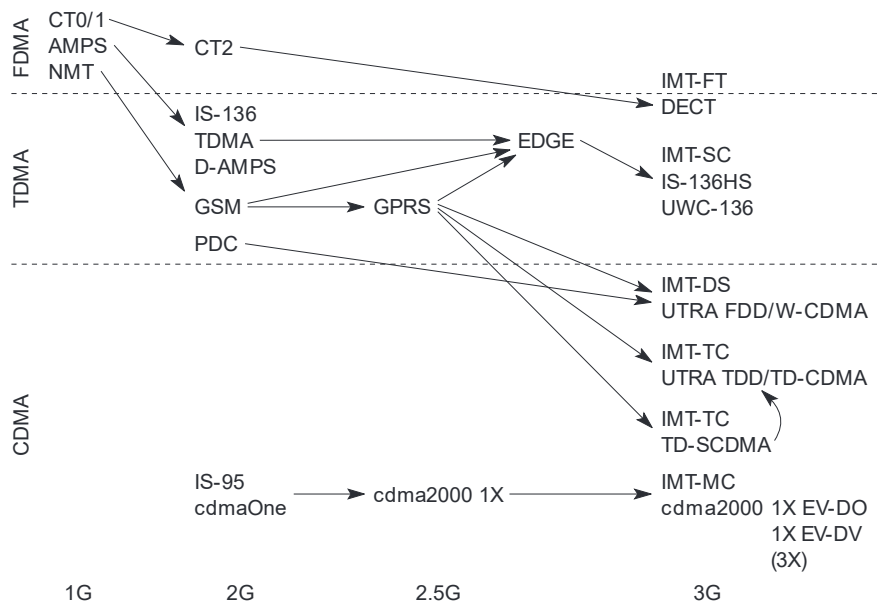 FDMA
CT0/1
AMPS
NMT
CT2
IMT-FT
DECT
TDMA
IS-136
TDMA
D-AMPS
GSM
PDC
GPRS
EDGE
IMT-SC
IS-136HS
UWC-136
CDMA
IMT-DS
UTRA FDD/W-CDMA
IMT-TC
UTRA TDD/TD-CDMA
IMT-TC
TD-SCDMA
IS-95
cdmaOne
cdma2000 1X
IMT-MC
cdma2000 1X EV-DO
1X EV-DV
(3X)
1G
2G
2.5G
3G